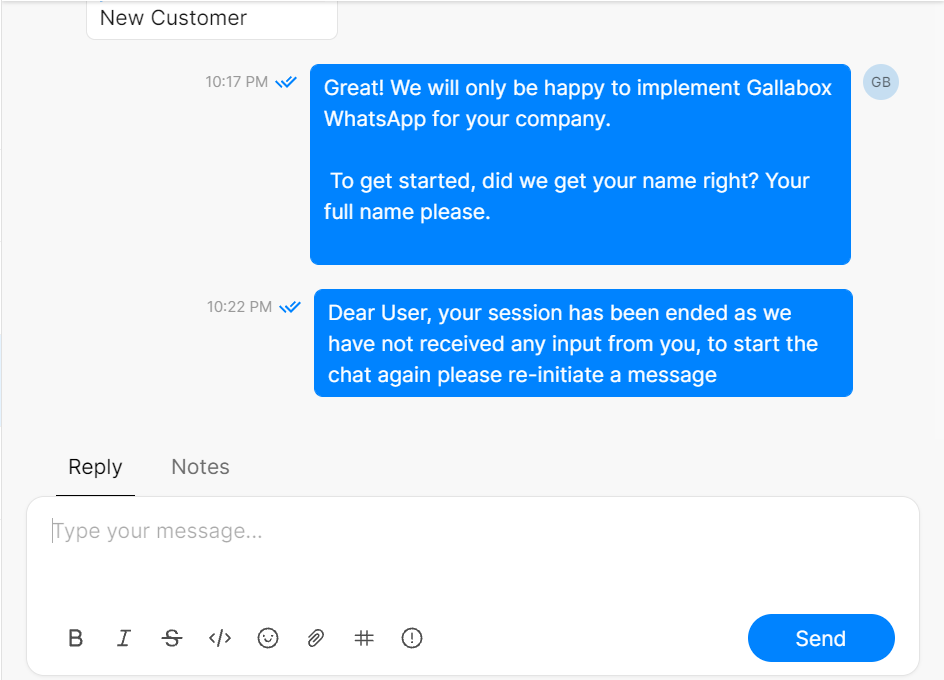 New Customer
10:17 PM
Great! We will only be happy to implement Gallabox
WhatsApp for your company.
To get started, did we get your name right? Your
full name please.
GB
10:22 PM
Dear User, your session has been ended as we
have not received any input from you, to start the
chat again please re-initiate a message
Reply Notes
Type your message...
B I S </> #
Send